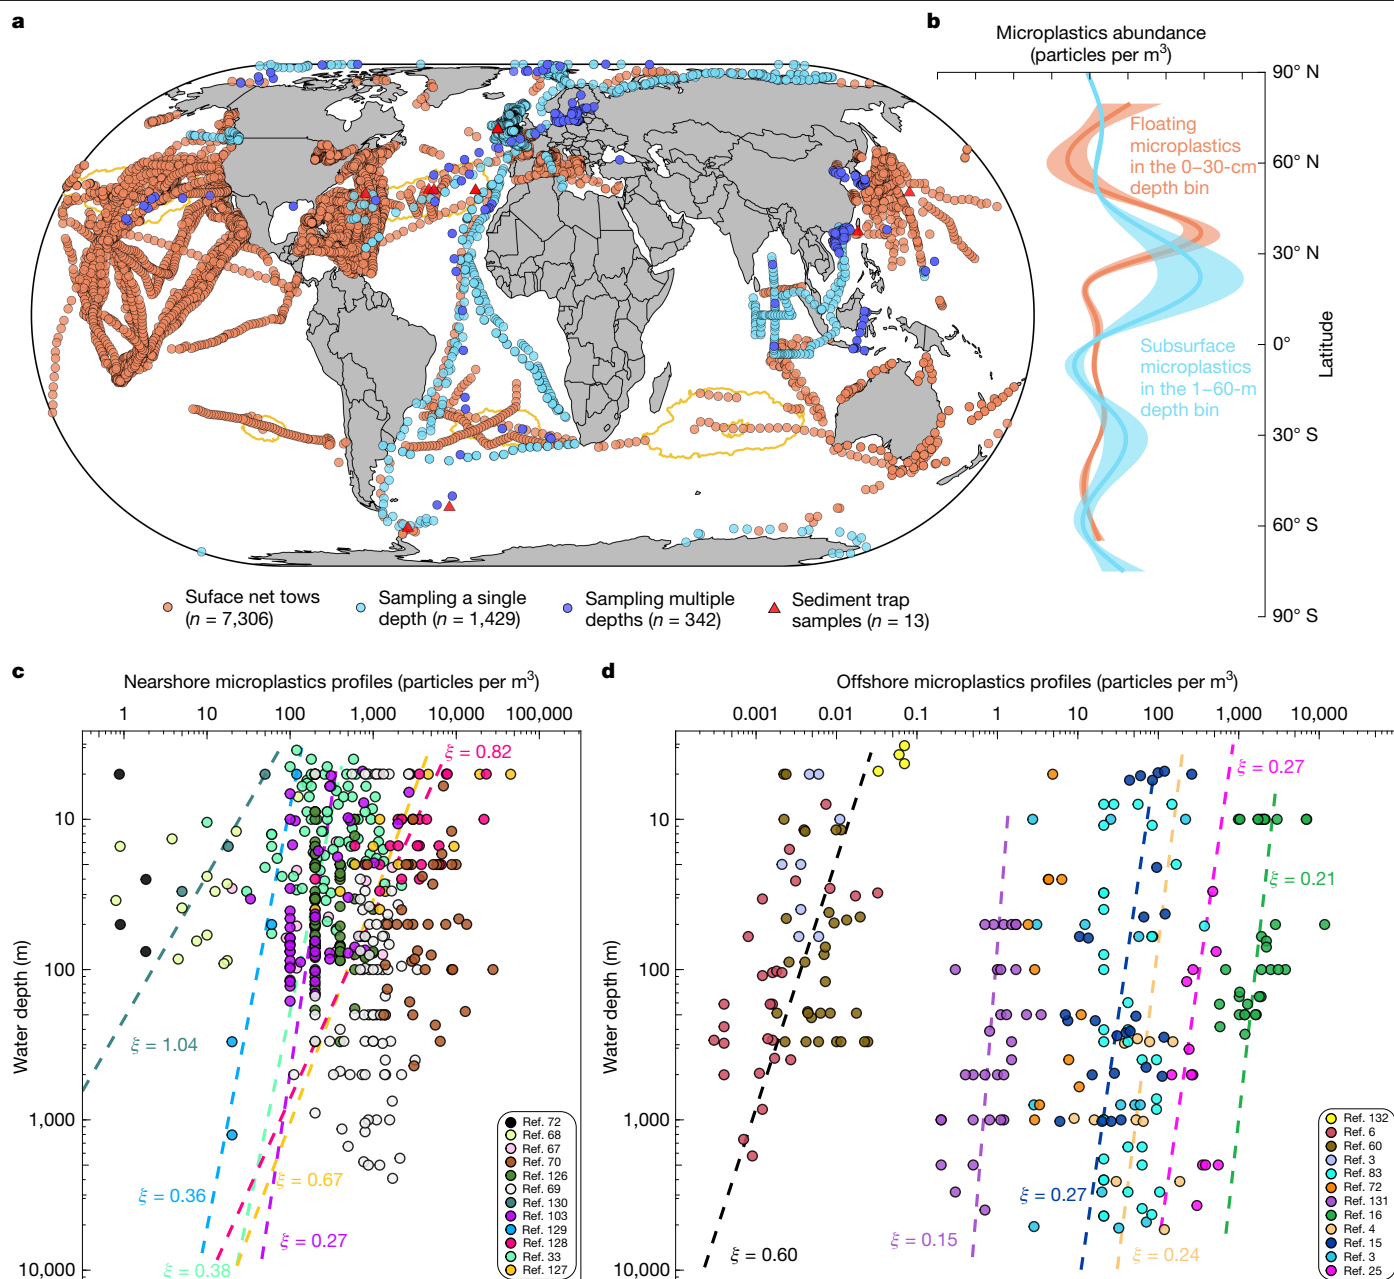 a
b
Microplastics abundance
(particles per m3)
90° N
60° N
30° N
0°
30° S
60° S
90° S
Latitude
Floating
microplastics
in the 0–30-cm
depth bin
Subsurface
microplastics
in the 1–60-m
depth bin
Suface net tows
(n = 7,306)
Sampling a single
depth (n = 1,429)
Sampling multiple
depths (n = 342)
Sediment trap
samples (n = 13)
c
Nearshore microplastics profiles (particles per m3)
1 10 100 1,000 10,000 100,000
Water depth (m)
10
100
1,000
10,000
ξ = 0.82
ξ = 1.04
ξ = 0.36
ξ = 0.67
ξ = 0.27
ξ = 0.38
Ref. 72
Ref. 68
Ref. 67
Ref. 70
Ref. 126
Ref. 69
Ref. 130
Ref. 103
Ref. 129
Ref. 128
Ref. 33
Ref. 127
d
Offshore microplastics profiles (particles per m3)
0.001 0.01 0.1 1 10 100 1,000 10,000
Water depth (m)
10
100
1,000
10,000
ξ = 0.27
ξ = 0.21
ξ = 0.27
ξ = 0.15
ξ = 0.60
ξ = 0.24
Ref. 132
Ref. 6
Ref. 60
Ref. 3
Ref. 83
Ref. 72
Ref. 131
Ref. 16
Ref. 4
Ref. 15
Ref. 3
Ref. 25